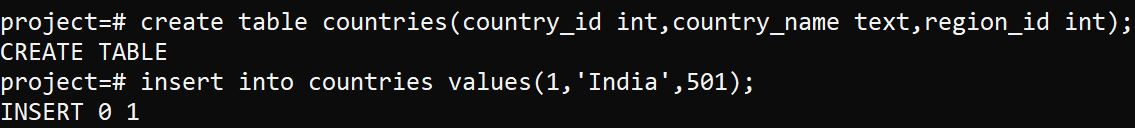 project=# create table countries(country_id int,country_name text,region_id int);
CREATE TABLE
project=# insert into countries values(1,'India',501);
INSERT 0 1